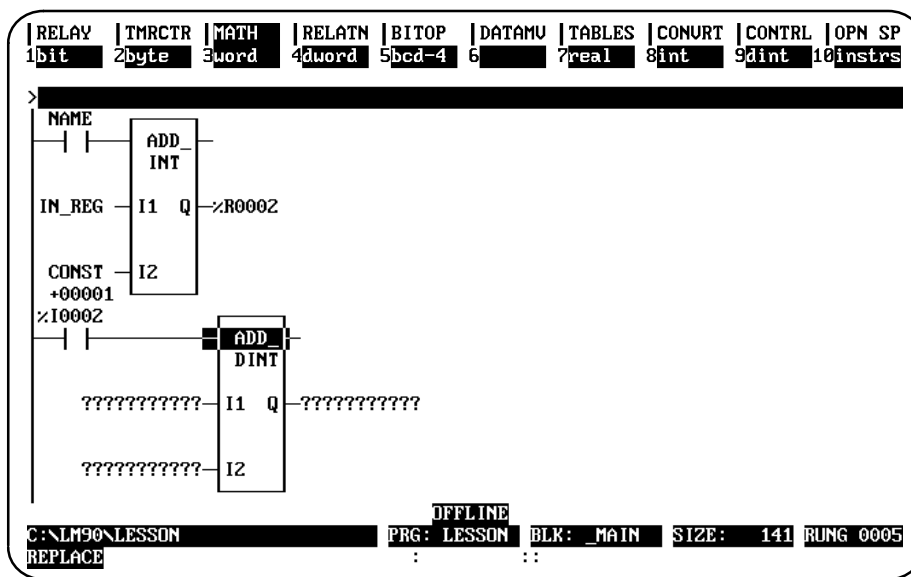 RELAY TMRCTR MATH RELATN BITOP DATAMV TABLES CONVRT CONTRL OPN SP
1bit 2byte 3word 4dword 5bcd-4 6 7real 8int 9dint 10instrs
>
NAME
ADD_
INT
IN_REG I1 Q %R0002
CONST I2
+00001
%I0002
ADD_
DINT
??????????? I1 Q ???????????
??????????? I2
OFFLINE
C:\LM90\LESSON PRG: LESSON BLK: _MAIN SIZE: 141 RUNG 0005
REPLACE : ::